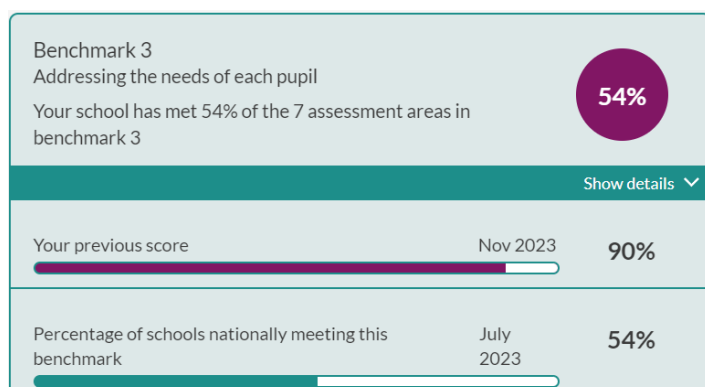 Benchmark 3
Addressing the needs of each pupil
Your school has met 54% of the 7 assessment areas in
benchmark 3
54%
Show details
Your previous score
Nov 2023
90%
Percentage of schools nationally meeting this
benchmark
July
2023
54%